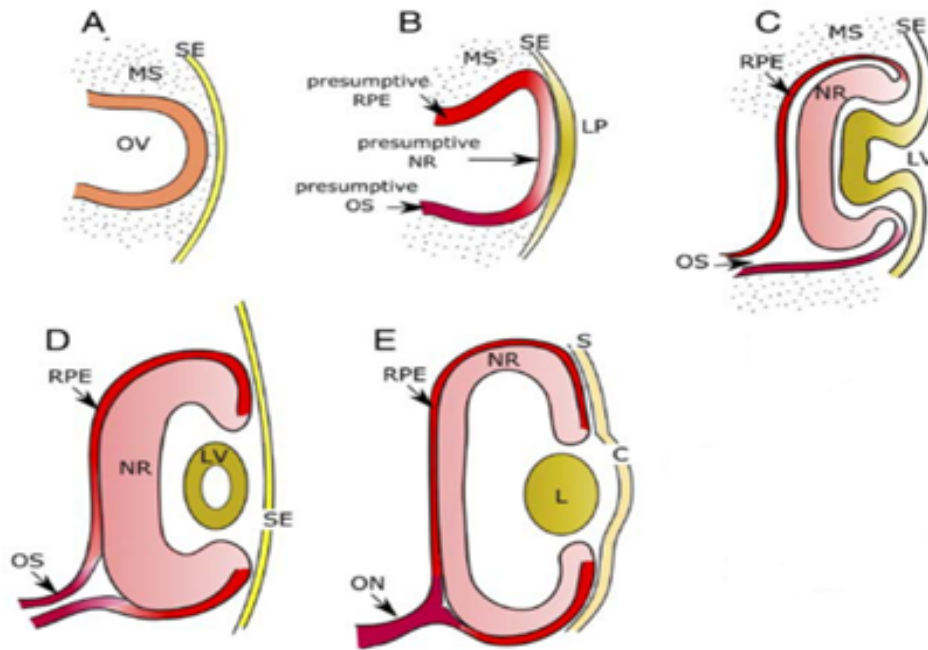 A
SE
MS
OV
B
SE
MS
presumptive
RPE
LP
presumptive
NR
presumptive
OS
C
SE
MS
RPE
NR
LV
OS
D
RPE
LV
NR
SE
OS
E
S
NR
RPE
C
L
ON